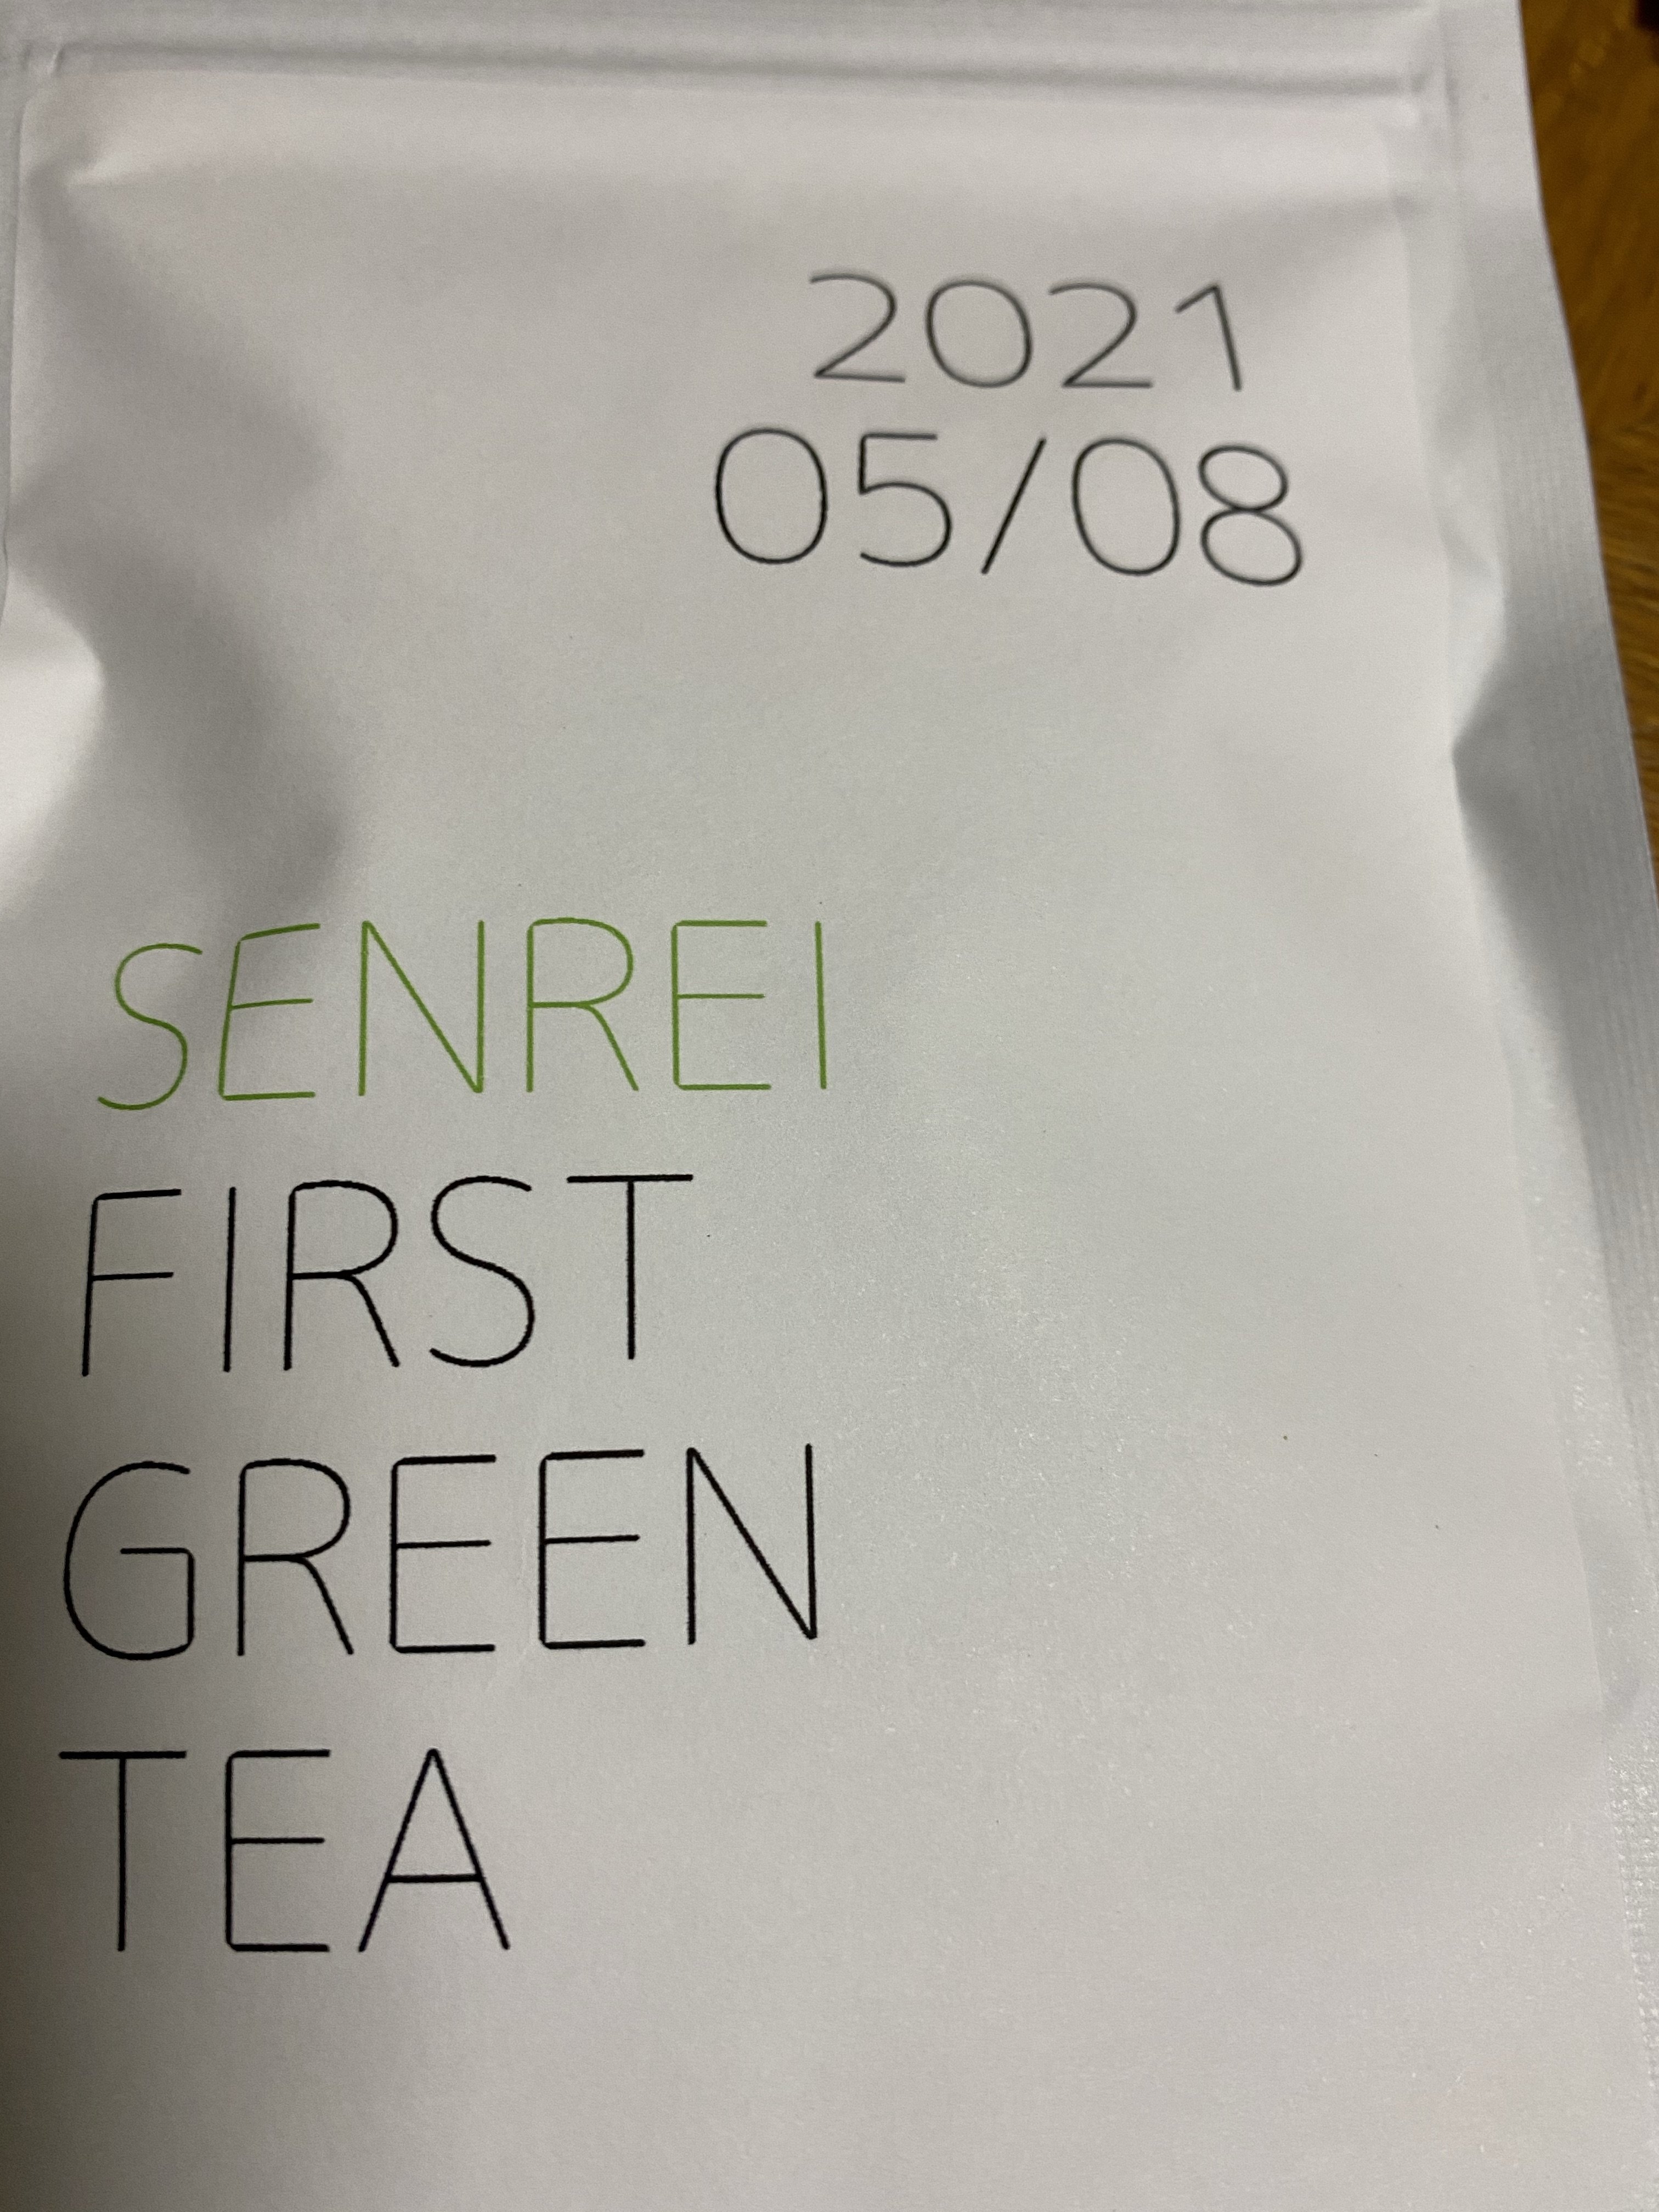 2021
05/08
SENREI
FIRST
GREEN
TEA